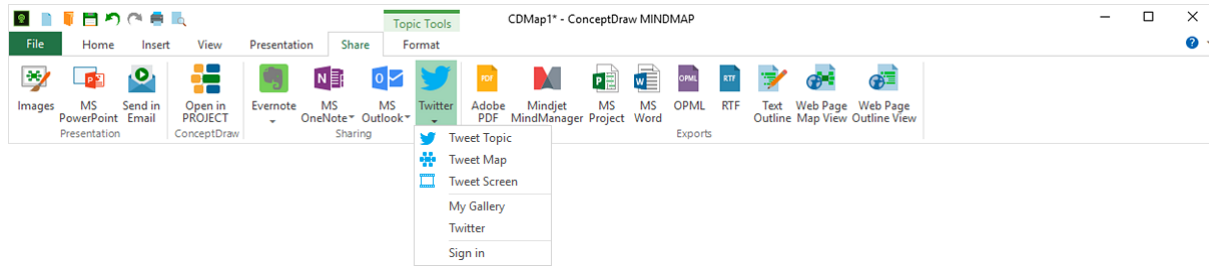 Topic Tools
CDMap1* - ConceptDraw MINDMAP
File Home Insert View Presentation Share Format
Images
MS PowerPoint
Send in Email
Presentation
Open in PROJECT
ConceptDraw
Evernote
MS OneNote
MS Outlook
Twitter
Sharing
PDF
Adobe PDF
Mindjet MindManager
MS Project
MS Word
OPML
OPML
RTF
RTF
Text Outline
Web Page Map View
Web Page Outline View
Exports
Tweet Topic
Tweet Map
Tweet Screen
My Gallery
Twitter
Sign in